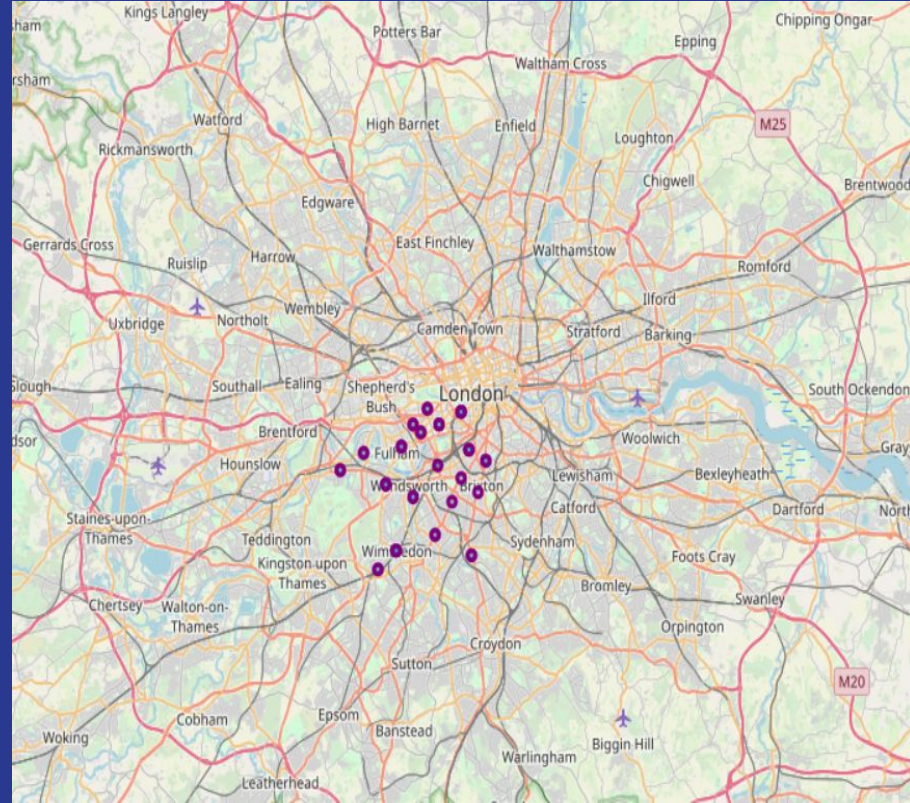 Kings Langley
Chipping Ongar
sham
Potters Bar
Epping
Waltham Cross
rsham
Watford
High Barnet
Enfield
M25
Loughton
Rickmansworth
Chigwell
Brentwood
Edgware
Gerrards Cross
East Finchley
Walthamstow
Ruislip
Harrow
Romford
Ilford
Uxbridge
Northolt
Wembley
Camden Town
Stratford
Barking
Slough
Southall
Ealing
Shepherd's
Bush
London
South Ockendon
dsor
Brentford
Fulham
Woolwich
Gray
Hounslow
Lewisham
Bexleyheath
Wandsworth
Brixton
Catford
Dartford
North
Staines-upon-
Thames
Teddington
Wimbledon
Sydenham
Foots Cray
Kingston upon
Thames
Bromley
Chertsey
Walton-on-
Thames
Swanley
Orpington
Croydon
Sutton
M20
Epsom
Cobham
Woking
Banstead
Biggin Hill
Warlingham
Leatherhead